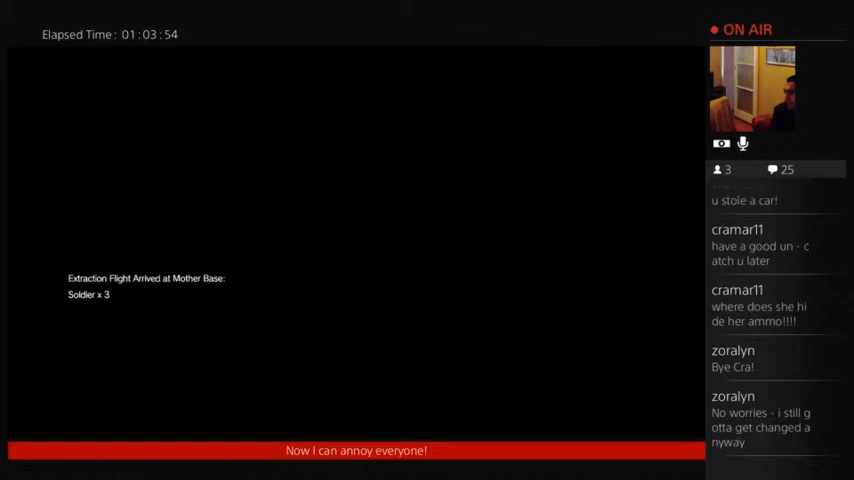 Elapsed Time: 01:03:54
ON AIR
3
25
u stole a car!
cramar11
have a good un - c
atch u later
cramar11
where does she hi
de her ammo!!!!
zoralyn
Bye Cra!
zoralyn
No worries - i still g
otta get changed a
nyway
Extraction Flight Arrived at Mother Base:
Soldier x 3
Now I can annoy everyone!